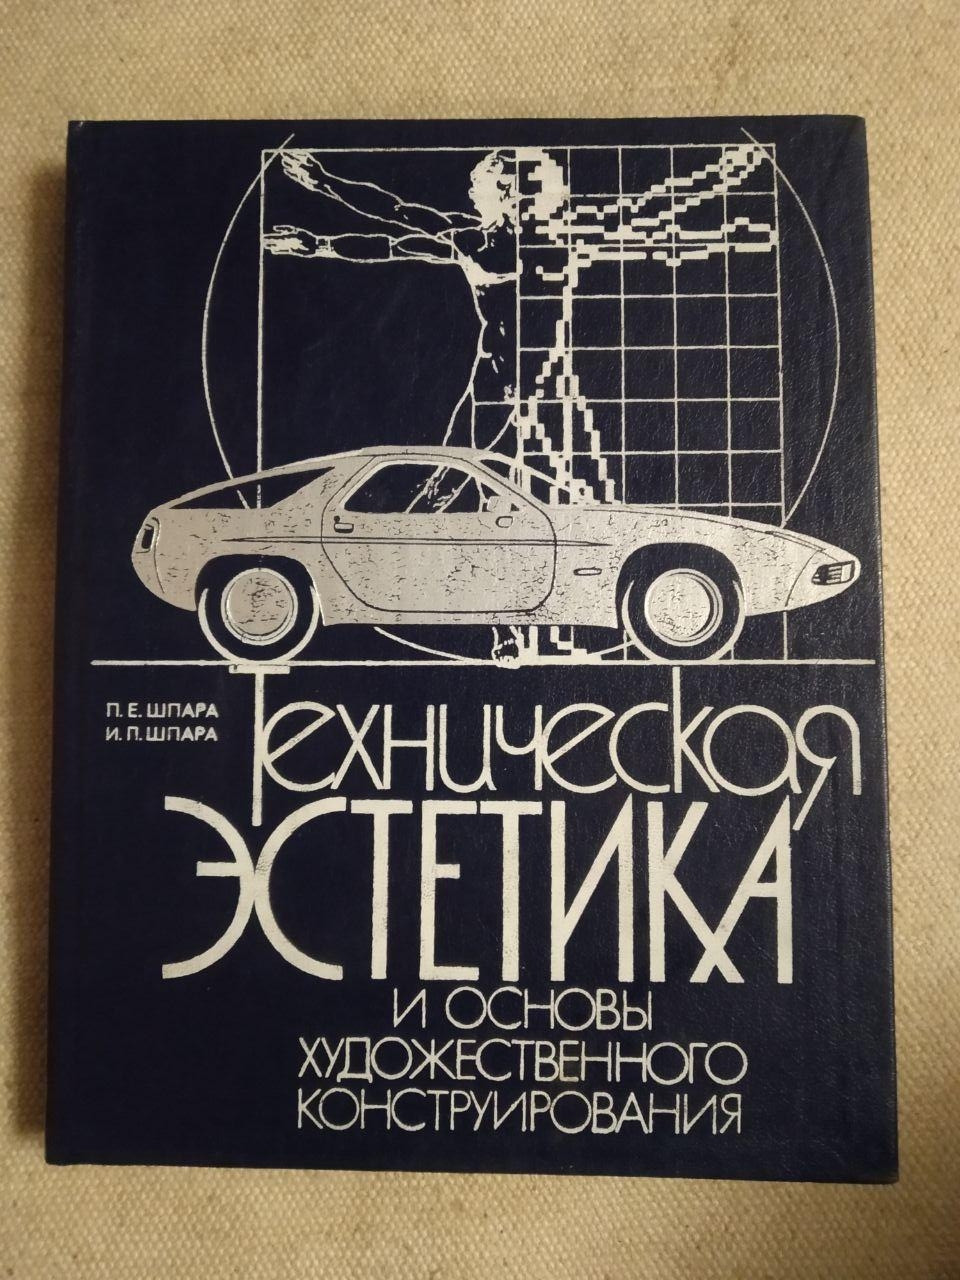 П. Е. ШПАРА
И. П. ШПАРА
Техническая
ЭСТЕТИКА
И ОСНОВЫ
ХУДОЖЕСТВЕННОГО
КОНСТРУИРОВАНИЯ